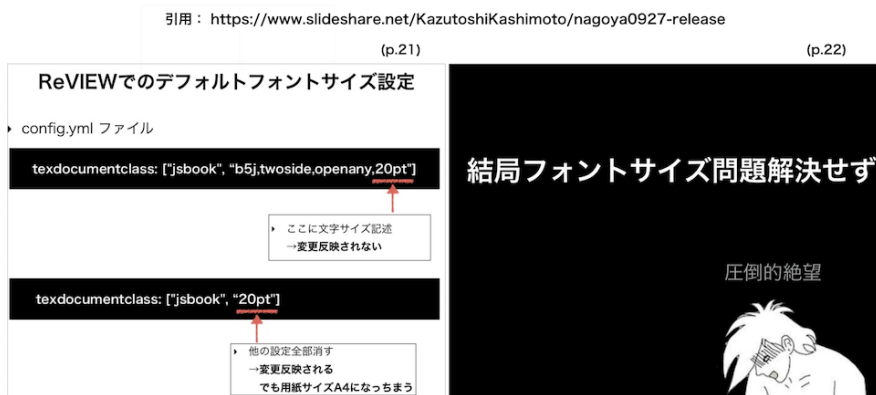 引用： https://www.slideshare.net/KazutoshiKashimoto/nagoya0927-release
(p.21)
ReVIEWでのデフォルトフォントサイズ設定
config.yml ファイル
texdocumentclass: ["jsbook", “b5j,twoside,openany,20pt"]
ここに文字サイズ記述
→変更反映されない
texdocumentclass: ["jsbook", “20pt"]
他の設定全部消す
→変更反映される
でも用紙サイズA4になっちまう
(p.22)
結局フォントサイズ問題解決せず
圧倒的絶望